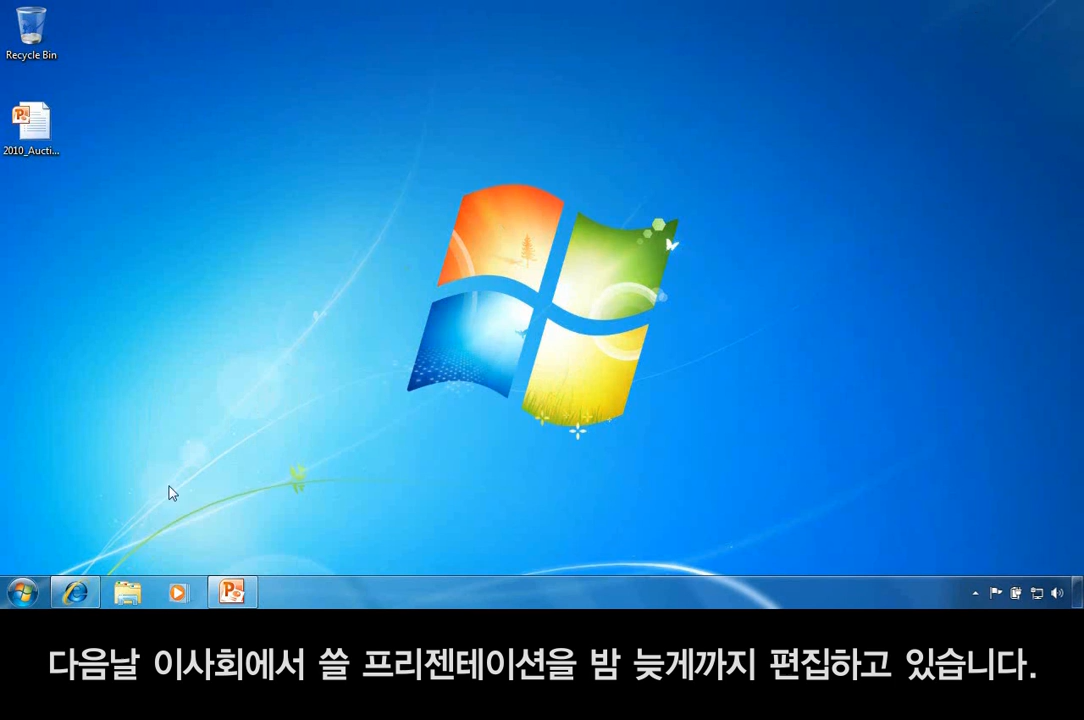 Recycle Bin
2010_Aucti...
다음날 이사회에서 쓸 프리젠테이션을 밤 늦게까지 편집하고 있습니다.